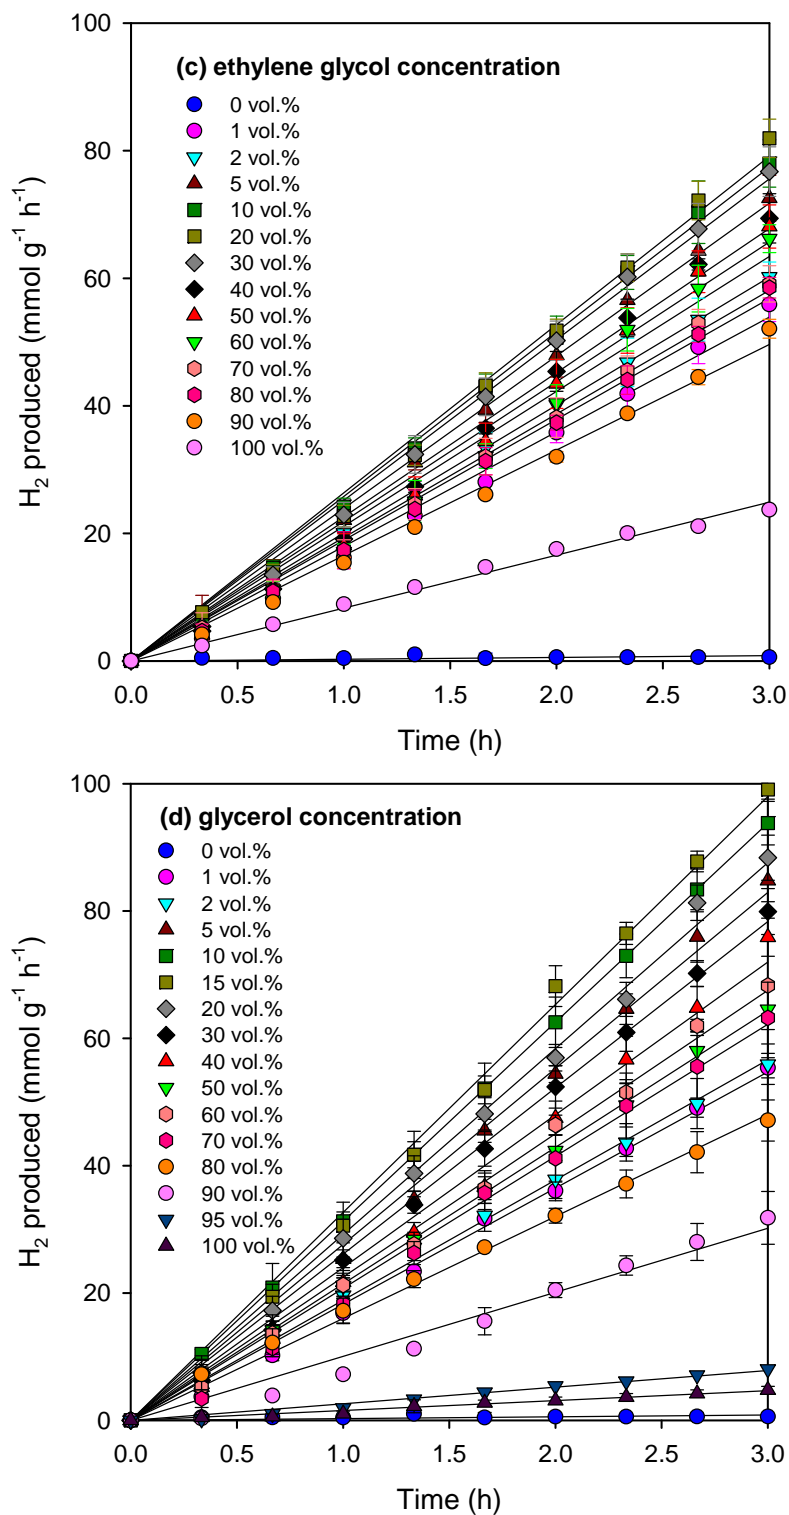 100
(c) ethylene glycol concentration
0 vol.%
1 vol.%
2 vol.%
5 vol.%
10 vol.%
20 vol.%
30 vol.%
40 vol.%
50 vol.%
60 vol.%
70 vol.%
80 vol.%
90 vol.%
100 vol.%
80
60
40
20
0
H₂ produced (mmol g⁻¹ h⁻¹)
0.0 0.5 1.0 1.5 2.0 2.5 3.0
Time (h)
100
(d) glycerol concentration
0 vol.%
1 vol.%
2 vol.%
5 vol.%
10 vol.%
15 vol.%
20 vol.%
30 vol.%
40 vol.%
50 vol.%
60 vol.%
70 vol.%
80 vol.%
90 vol.%
95 vol.%
100 vol.%
80
60
40
20
0
H₂ produced (mmol g⁻¹ h⁻¹)
0.0 0.5 1.0 1.5 2.0 2.5 3.0
Time (h)